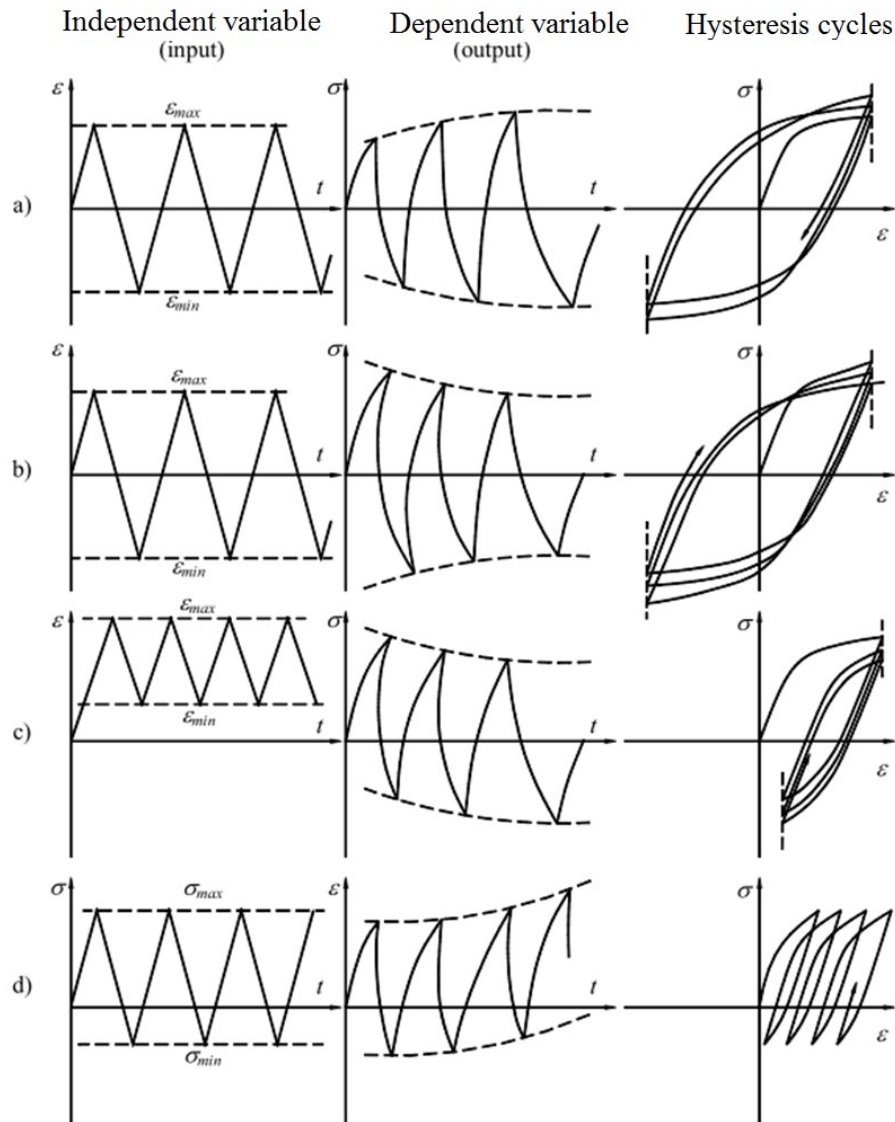 Independent variable Dependent variable Hysteresis cycles
(input) (output)
ε σ σ
εmax
t t
a)
ε
εmin
ε σ σ
εmax
t t
b)
ε
εmin
εmax
ε σ σ
εmin
t t
c)
ε
σ σmax ε σ
t t
d)
ε
σmin